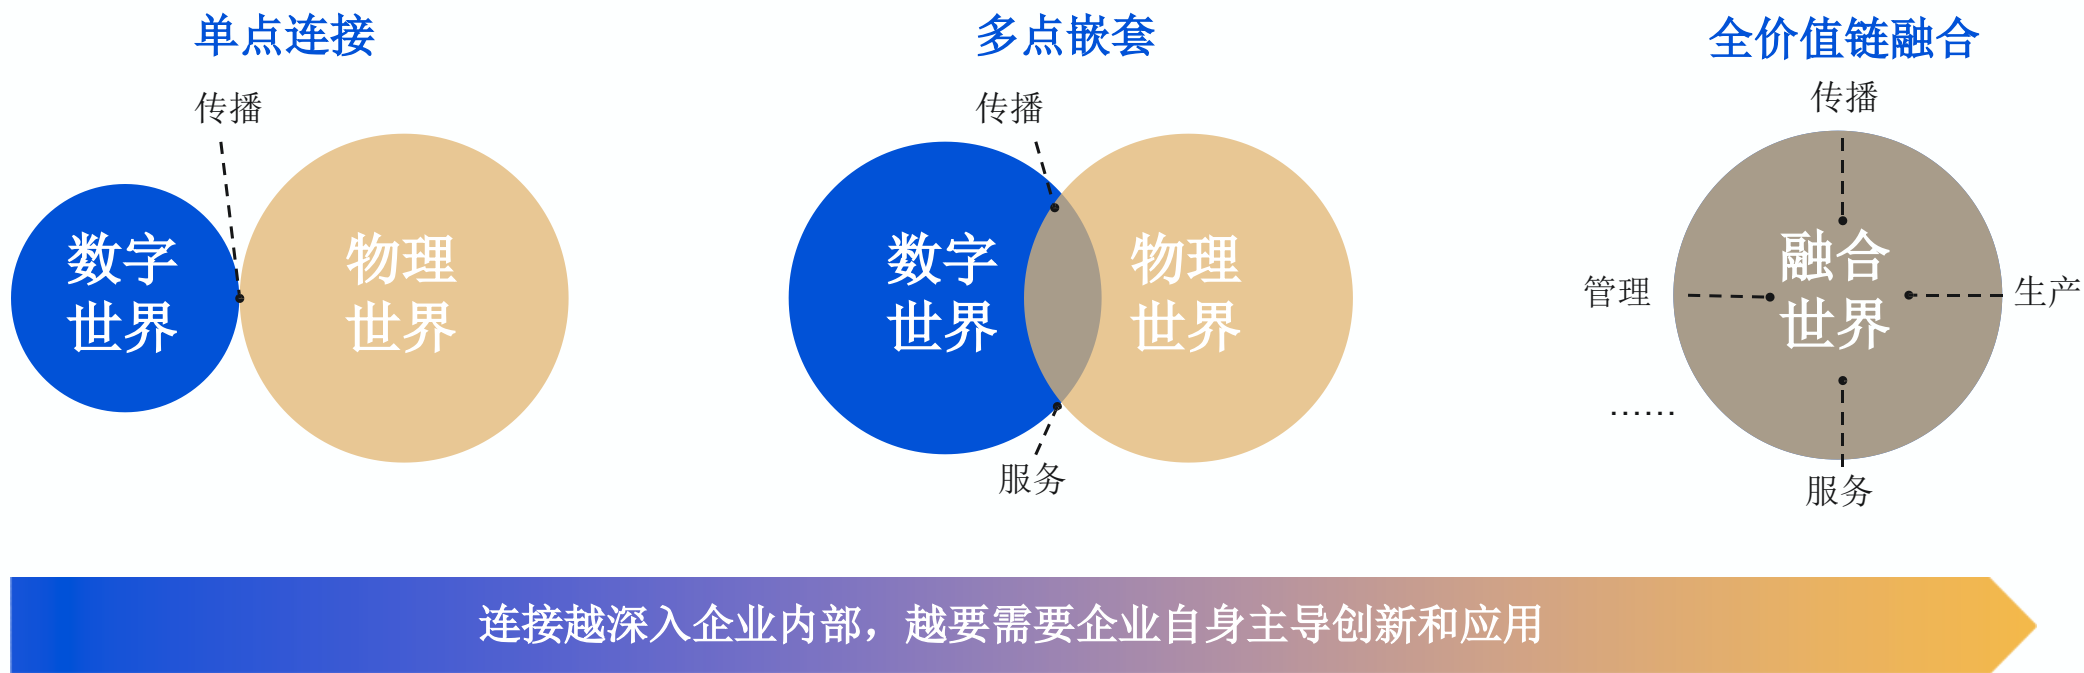 单点连接
传播
数字
世界
物理
世界
多点嵌套
传播
数字
世界
物理
世界
服务
全价值链融合
传播
融合
世界
管理
生产
……
服务
连接越深入企业内部，越要需要企业自身主导创新和应用